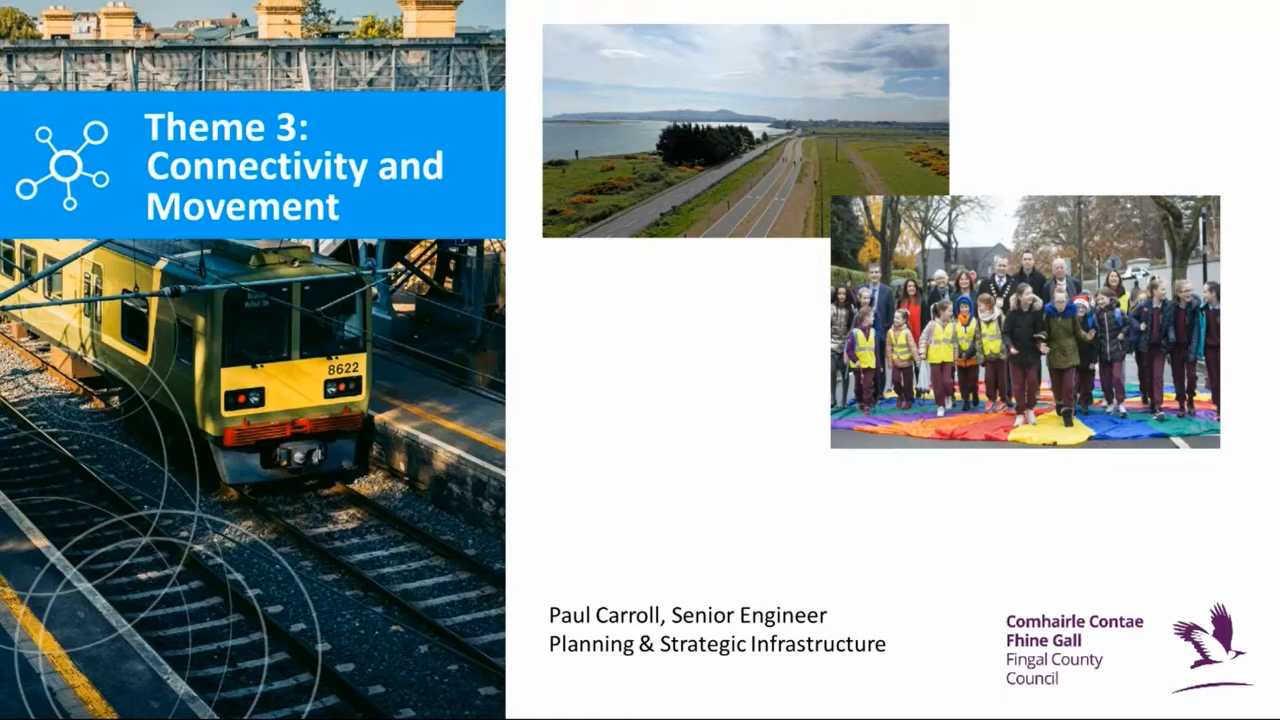 Theme 3:
Connectivity and
Movement
8622
Paul Carroll, Senior Engineer
Planning & Strategic Infrastructure
Comhairle Contae
Fhine Gall
Fingal County
Council